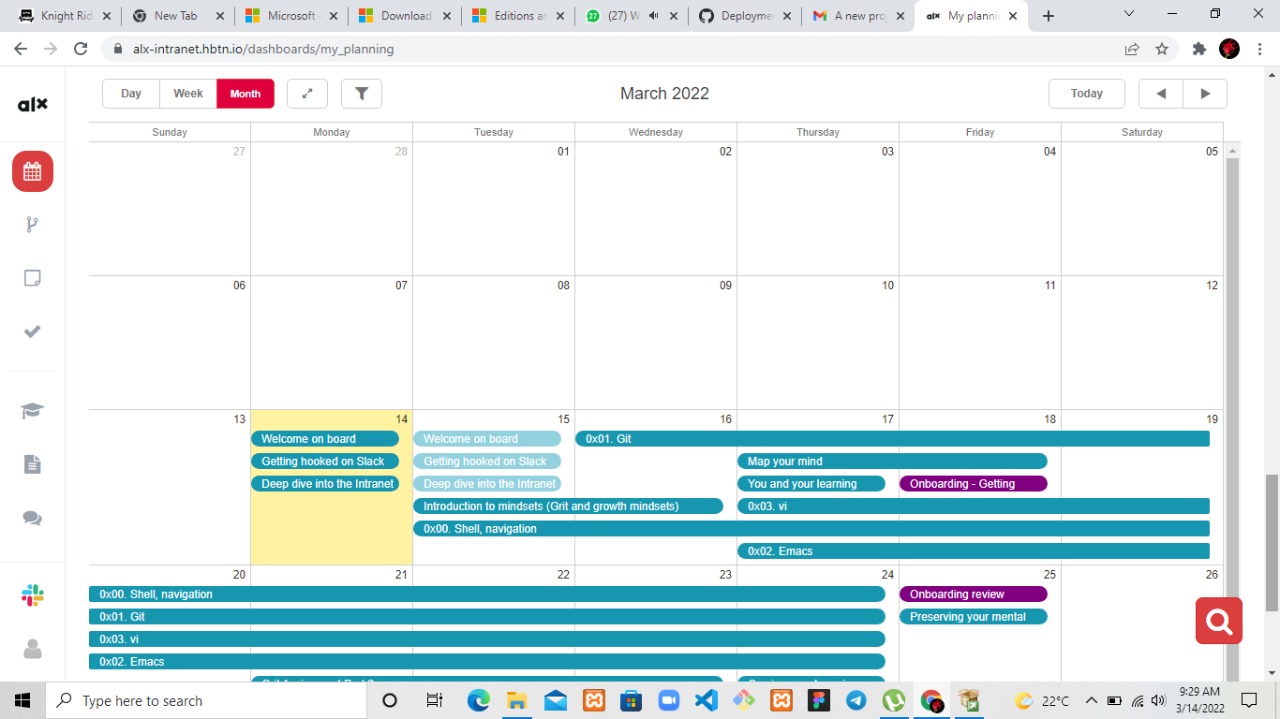 Knight Rid
New Tab
Microsoft -
Download
Editions an
(27) W
Deployme
A new proj
alx My planni
alx-intranet.hbtn.io/dashboards/my_planning
alx
Day Week Month
March 2022
Today
Sunday Monday Tuesday Wednesday Thursday Friday Saturday
27 28 01 02 03 04 05
06 07 08 09 10 11 12
13 14 15 16 17 18 19
Welcome on board Welcome on board 0x01. Git
Getting hooked on Slack Getting hooked on Slack Map your mind
Deep dive into the Intranet Deep dive into the Intranet You and your learning Onboarding - Getting
Introduction to mindsets (Grit and growth mindsets) 0x03. vi
0x00. Shell, navigation
0x02. Emacs
20 21 22 23 24 25 26
0x00. Shell, navigation Onboarding review
0x01. Git Preserving your mental
0x03. vi
0x02. Emacs
Type here to search
22°C
9:29 AM
3/14/2022